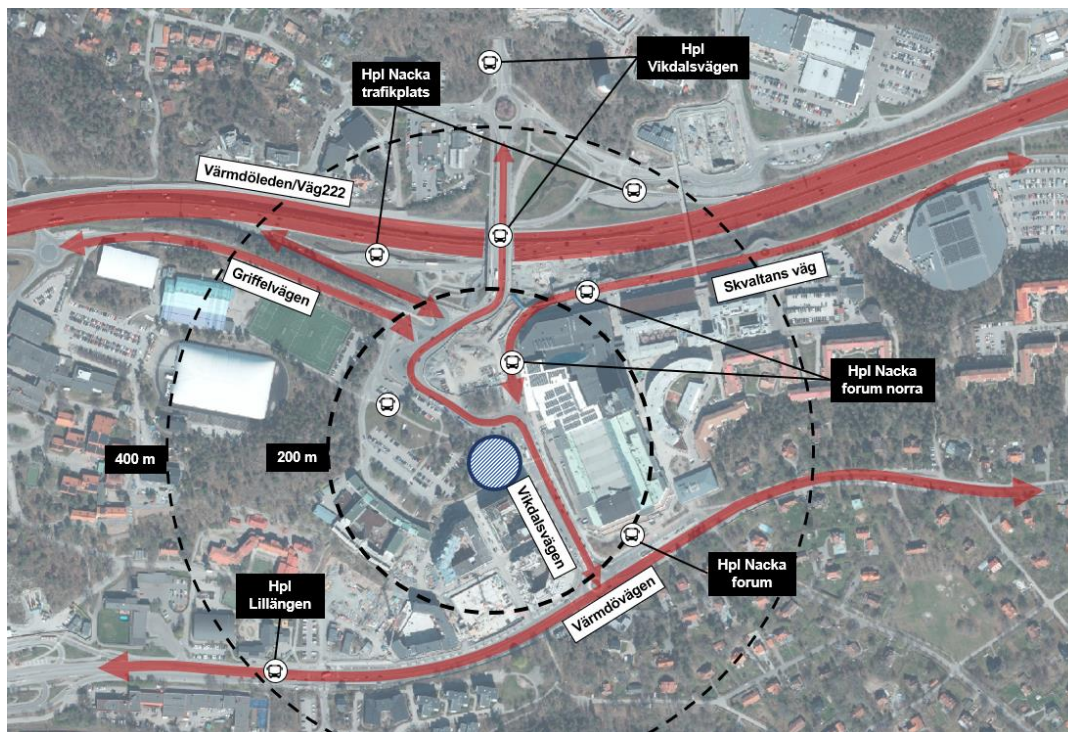 Hpl
Vikdalsvägen
Hpl Nacka
trafikplats
Värmdöleden/Väg222
Griffelvägen
Skvaltans väg
Hpl Nacka
forum norra
400 m
200 m
Vikdalsvägen
Hpl Nacka
forum
Värmdövägen
Hpl
Lillängen